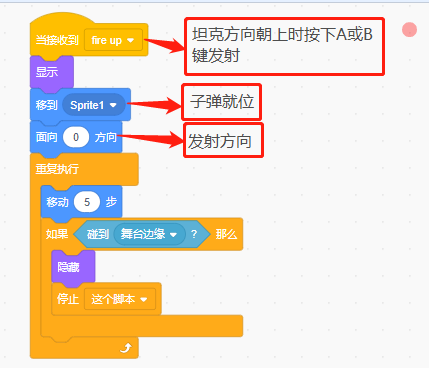 当接收到 fire up
坦克方向朝上时按下A或B
键发射
显示
移到 Sprite1
子弹就位
面向 0 方向
发射方向
重复执行
移动 5 步
如果 碰到 舞台边缘 ? 那么
隐藏
停止 这个脚本